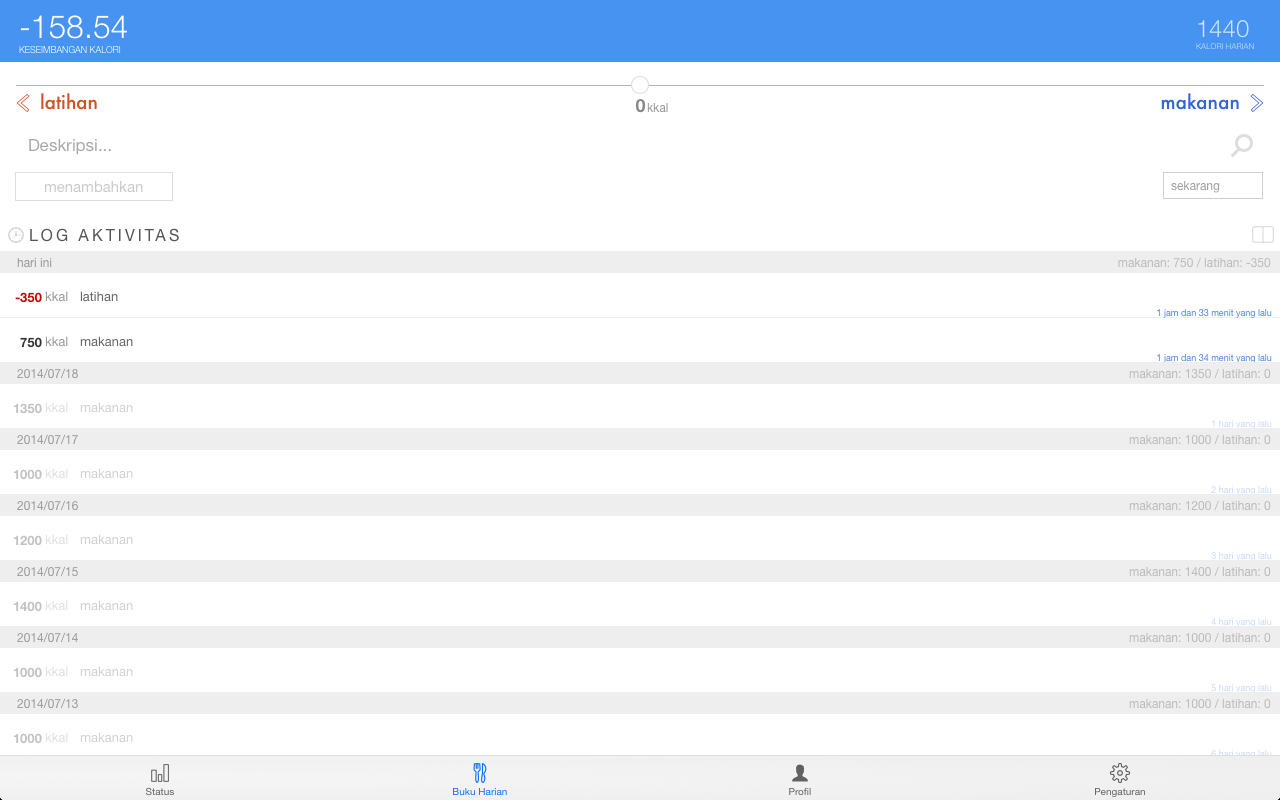 -158.54
KESEIMBANGAN KALORI
1440
KALORI HARIAN
latihan
0 kkal
makanan
Deskripsi...
menambahkan
sekarang
LOG AKTIVITAS
hari ini makanan: 750 / latihan: -350
-350 kkal latihan
1 jam dan 33 menit yang lalu
750 kkal makanan
1 jam dan 34 menit yang lalu
2014/07/18 makanan: 1350 / latihan: 0
1350 kkal makanan
1 hari yang lalu
2014/07/17 makanan: 1000 / latihan: 0
1000 kkal makanan
2 hari yang lalu
2014/07/16 makanan: 1200 / latihan: 0
1200 kkal makanan
3 hari yang lalu
2014/07/15 makanan: 1400 / latihan: 0
1400 kkal makanan
4 hari yang lalu
2014/07/14 makanan: 1000 / latihan: 0
1000 kkal makanan
5 hari yang lalu
2014/07/13 makanan: 1000 / latihan: 0
1000 kkal makanan
6 hari yang lalu
Status Buku Harian Profil Pengaturan